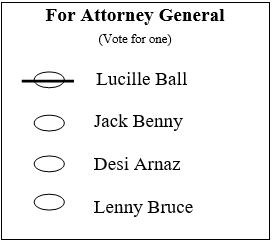 For Attorney General
(Vote for one)
Lucille Ball
Jack Benny
Desi Arnaz
Lenny Bruce